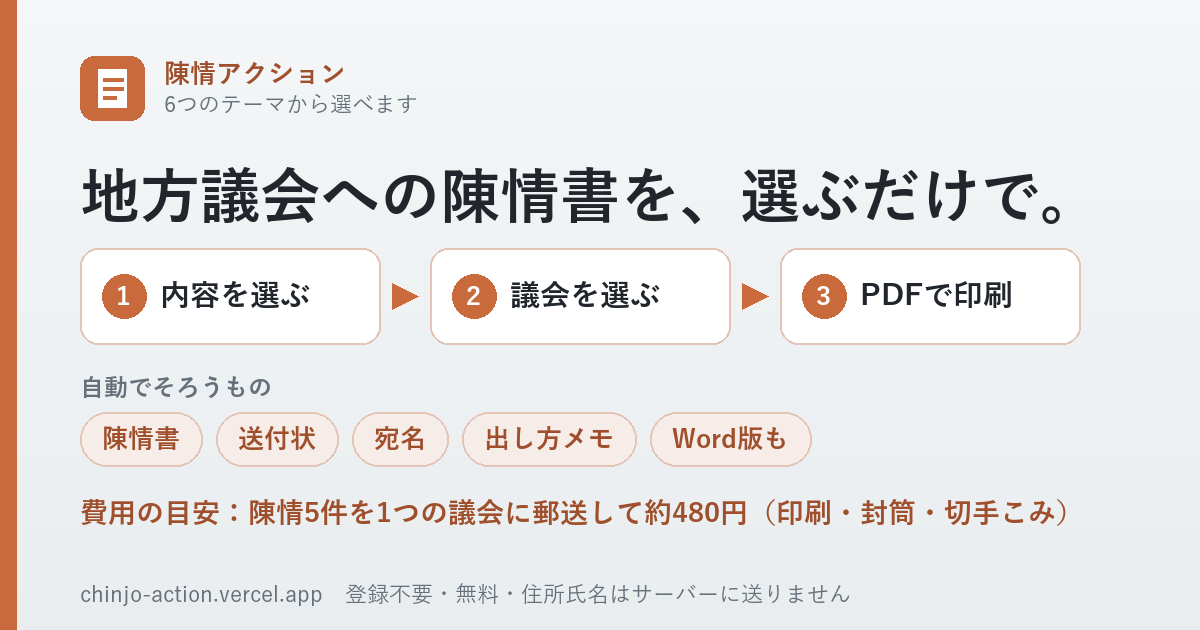 陳情アクション
6つのテーマから選べます
地方議会への陳情書を、選ぶだけで。
1 内容を選ぶ
2 議会を選ぶ
3 PDFで印刷
自動でそろうもの
陳情書 送付状 宛名 出し方メモ Word版も
費用の目安：陳情5件を1つの議会に郵送して約480円（印刷・封筒・切手こみ）
chinjo-action.vercel.app 登録不要・無料・住所氏名はサーバーに送りません